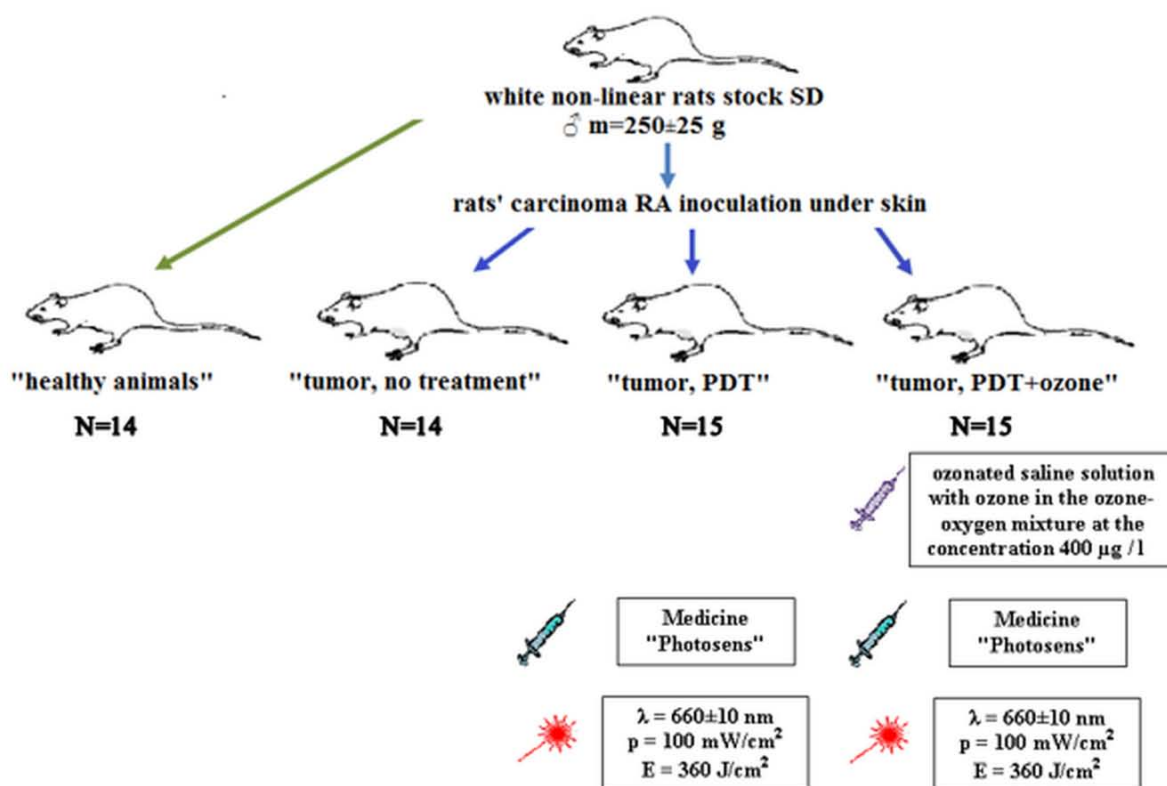 white non-linear rats stock SD
♂ m=250±25 g
rats' carcinoma RA inoculation under skin
"healthy animals"
N=14
"tumor, no treatment"
N=14
"tumor, PDT"
N=15
"tumor, PDT+ozone"
N=15
ozonated saline solution
with ozone in the ozone-
oxygen mixture at the
concentration 400 µg /l
Medicine
"Photosens"
Medicine
"Photosens"
λ = 660±10 nm
p = 100 mW/cm²
E = 360 J/cm²
λ = 660±10 nm
p = 100 mW/cm²
E = 360 J/cm²